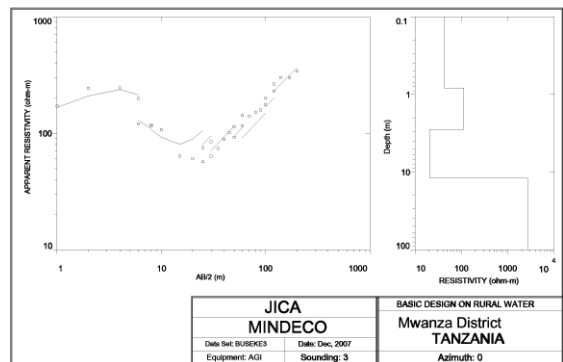 1000
100
10
APPARENT RESISTIVITY (ohm-m)
1 10 100 1000
AB/2 (m)
0.1
1
10
100
Depth (m)
10 100 1000 10 4
RESISTIVITY (ohm-m)
JICA
MINDECO
Data Set: BUSEKE3 Date: Dec, 2007
Equipment: AGI Sounding: 3
BASIC DESIGN ON RURAL WATER
Mwanza District
TANZANIA
Azimuth: 0